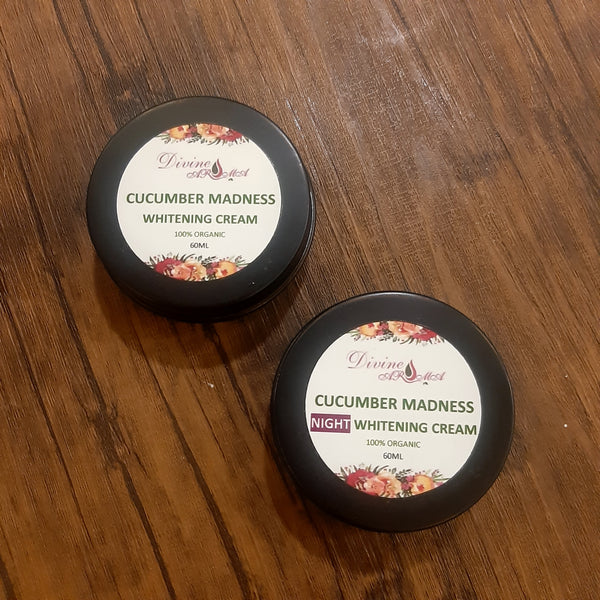 Divine
AROMA
CUCUMBER MADNESS
WHITENING CREAM
100% ORGANIC
60ML
Divine
AROMA
CUCUMBER MADNESS
NIGHT WHITENING CREAM
100% ORGANIC
60ML